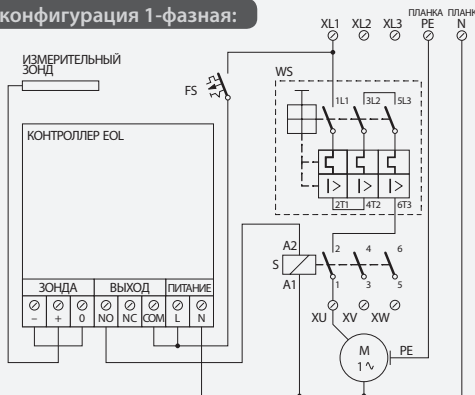 конфигурация 1-фазная:
ПЛАНКА ПЛАНК
XL1 XL2 XL3 PE N
ИЗМЕРИТЕЛЬНЫЙ
ЗОНД
FS
WS
1L1 3L2 5L3
КОНТРОЛЛЕР EOL
I> I> I>
2T1 4T2 6T3
A2
2 4 6
S
A1
1 3 5
ЗОНДА ВЫХОД ПИТАНИЕ
– + 0 NO NC COM L N
XU XV XW
M
1∿
PE